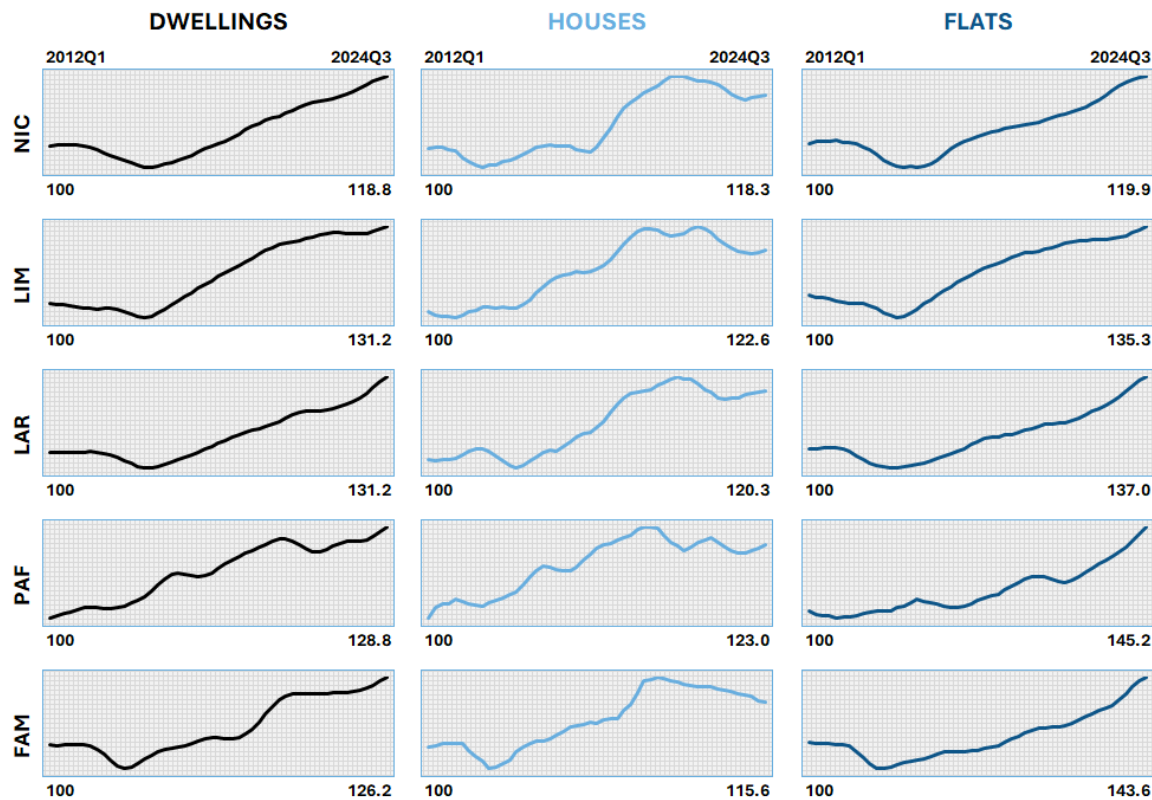 DWELLINGS HOUSES FLATS
2012Q1 2024Q3 2012Q1 2024Q3 2012Q1 2024Q3
NIC
100 118.8 100 118.3 100 119.9
LIM
100 131.2 100 122.6 100 135.3
LAR
100 131.2 100 120.3 100 137.0
PAF
100 128.8 100 123.0 100 145.2
FAM
100 126.2 100 115.6 100 143.6